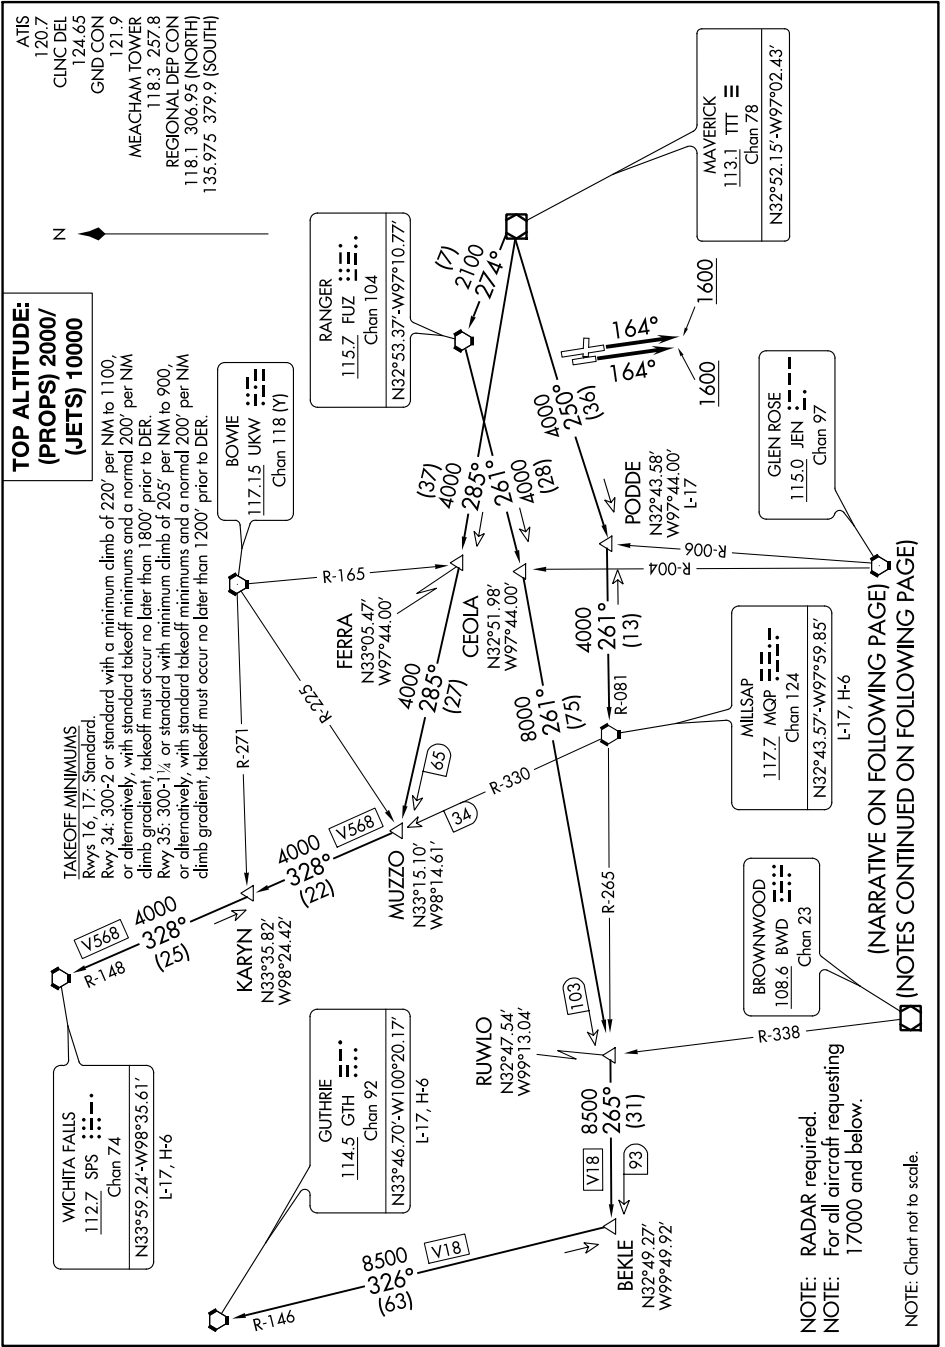 ATIS
120.7
CLNC DEL
124.65
GND CON
121.9
MEACHAM TOWER
118.3 257.8
REGIONAL DEP CON
118.1 306.95 (NORTH)
135.975 379.9 (SOUTH)
N
TOP ALTITUDE:
(PROPS) 2000/
(JETS) 10000
TAKEOFF MINIMUMS
Rwys 16, 17: Standard.
Rwy 34: 300-2 or standard with a minimum climb of 220' per NM to 1100,
or alternatively, with standard takeoff minimums and a normal 200' per NM
climb gradient, takeoff must occur no later than 1800' prior to DER.
Rwy 35: 300-1¼ or standard with minimum climb of 205' per NM to 900,
or alternatively, with standard takeoff minimums and a normal 200' per NM
climb gradient, takeoff must occur no later than 1200' prior to DER.
WICHITA FALLS
112.7 SPS
Chan 74
N33°59.24'-W98°35.61'
L-17, H-6
V568
4000
328°
(25)
R-148
KARYN
N33°35.82'
W98°24.42'
R-271
BOWIE
117.15 UKW
Chan 118 (Y)
R-225
R-165
4000
328°
(22)
V568
MUZZO
N33°15.10'
W98°14.61'
65
34
R-330
4000
285°
(27)
FERRA
N33°05.47'
W97°44.00'
RANGER
115.7 FUZ
Chan 104
N32°53.37'-W97°10.77'
(7)
2100
274°
(37)
4000
285°
261°
4000
(28)
MAVERICK
113.1 TTT
Chan 78
N32°52.15'-W97°02.43'
GUTHRIE
114.5 GTH
Chan 92
N33°46.70'-W100°20.17'
L-17, H-6
R-146
8500
326°
(63)
V18
BEKLE
N32°49.27'
W99°49.92'
V18
8500
265°
(31)
93
RUWLO
N32°47.54'
W99°13.04'
103
R-265
8000
261°
(75)
CEOLA
N32°51.98'
W97°44.00'
4000
261°
(13)
R-081
4000
250°
(36)
PODDE
N32°43.58'
W97°44.00'
L-17
164°
164°
1600
1600
R-004
R-006
GLEN ROSE
115.0 JEN
Chan 97
MILLSAP
117.7 MQP
Chan 124
N32°43.57'-W97°59.85'
L-17, H-6
BROWNWOOD
108.6 BWD
Chan 23
R-338
(NARRATIVE ON FOLLOWING PAGE)
(NOTES CONTINUED ON FOLLOWING PAGE)
NOTE: RADAR required.
NOTE: For all aircraft requesting
17000 and below.
NOTE: Chart not to scale.